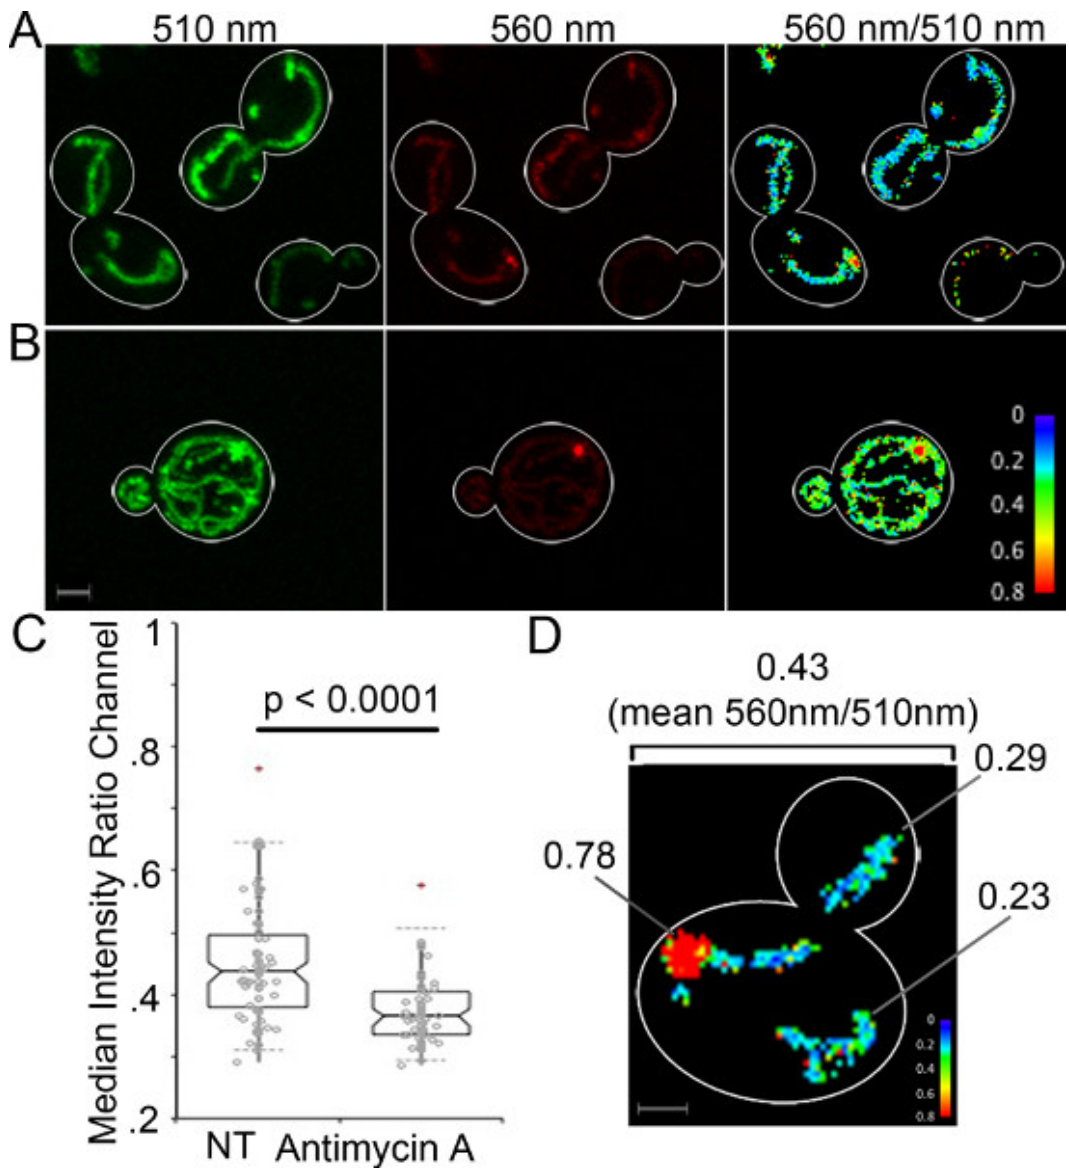 A
510 nm
560 nm
560 nm/510 nm
B
0
0.2
0.4
0.6
0.8
C
Median Intensity Ratio Channel
1
.8
.6
.4
.2
p < 0.0001
NT
Antimycin A
D
0.43
(mean 560nm/510nm)
0.29
0.78
0.23
0
0.2
0.4
0.6
0.8